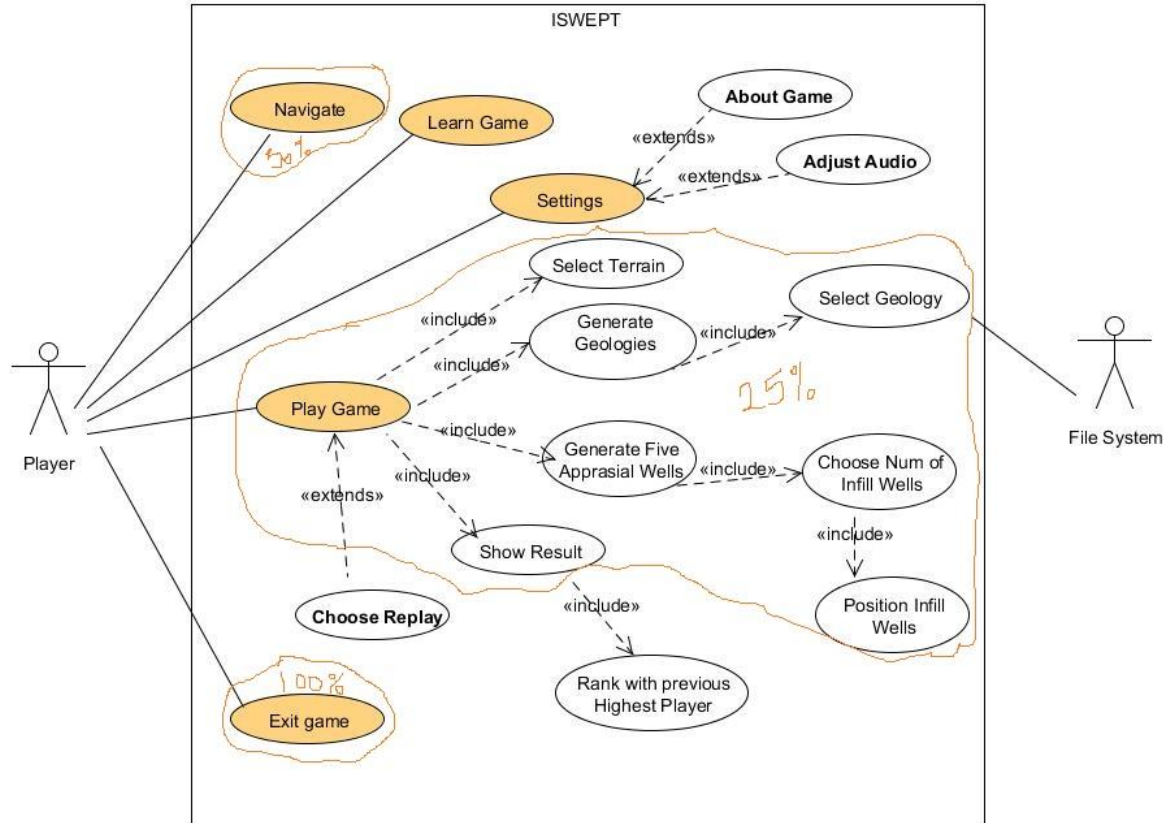 ISWEPT
Navigate
Learn Game
About Game
«extends»
Adjust Audio
«extends»
Settings
Select Terrain
Select Geology
«include»
Generate
Geologies
«include»
«include»
25%
Play Game
«include»
Generate Five
Apprasial Wells
«include»
Choose Num of
Infill Wells
Player
File System
«include»
«extends»
«include»
Show Result
Choose Replay
«include»
Position Infill
Wells
100%
Exit game
Rank with previous
Highest Player